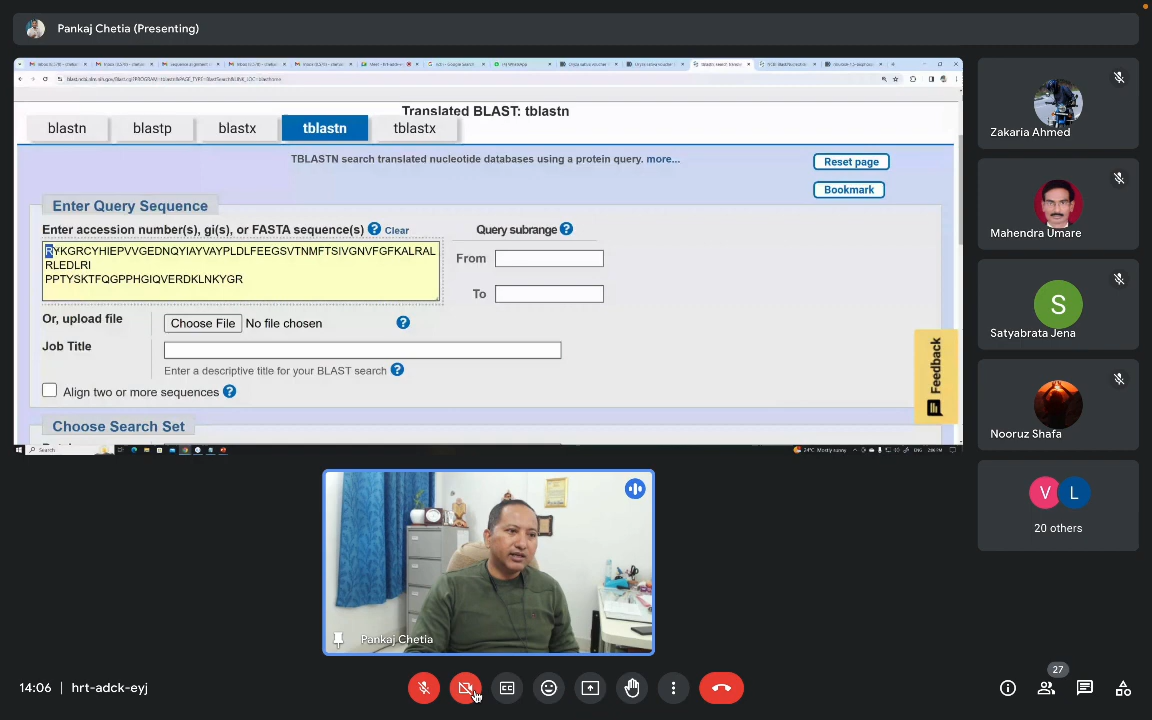 Pankaj Chetia (Presenting)
Translated BLAST: tblastn
blastn
blastp
blastx
tblastn
tblastx
TBLASTN search translated nucleotide databases using a protein query. more...
Reset page
Bookmark
Enter Query Sequence
Enter accession number(s), gi(s), or FASTA sequence(s) ? Clear
Query subrange ?
RYKGRCYHIEPVVGEDNQYIAYVAYPLDLFEEGSVTNMFTSIVGNVFGFKALRAL
RLEDLRI
PPTYSKTFQGPPHGIQVERDKLNKYGR
From
To
Or, upload file
Choose File No file chosen ?
Job Title
Enter a descriptive title for your BLAST search ?
Align two or more sequences ?
Feedback
Choose Search Set
Search
Zakaria Ahmed
Mahendra Umare
S
Satyabrata Jena
Nooruz Shafa
V L
20 others
Pankaj Chetia
14:06 | hrt-adck-eyj
27